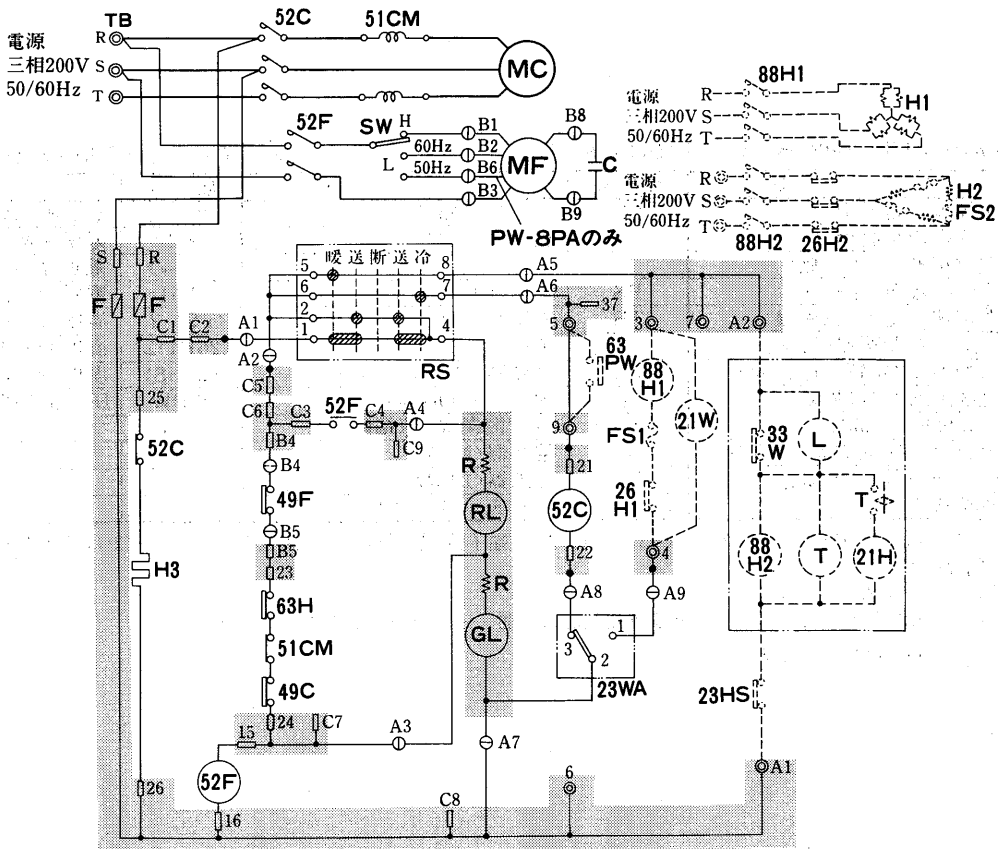 TB
52C
51CM
電源
三相200V
50/60Hz
R
S
T
MC
52F
SW
H
60Hz
50Hz
L
B1
B2
B6
B3
MF
B8
B9
C
PW-8PAのみ
電源
三相200V
50/60Hz
R
S
T
88H1
H1
電源
三相200V
50/60Hz
R
S
T
88H2
26H2
H2
FS2
S
R
F
F
暖 送 断 送 冷
5
6
2
1
8
7
4
RS
A5
A6
C1
C2
A1
A2
C5
C6
C3
52F
C4
A4
C9
B4
B4
49F
B5
B5
23
63H
51CM
49C
24
C7
15
A3
52F
16
25
52C
H3
26
R
RL
R
GL
A7
C8
6
37
5
63
PW
9
21
52C
22
A8
3
1
2
23WA
3
7
A2
88
H1
21W
FS1
26
H1
4
A9
33
W
L
T
88
H2
T
21H
23HS
A1